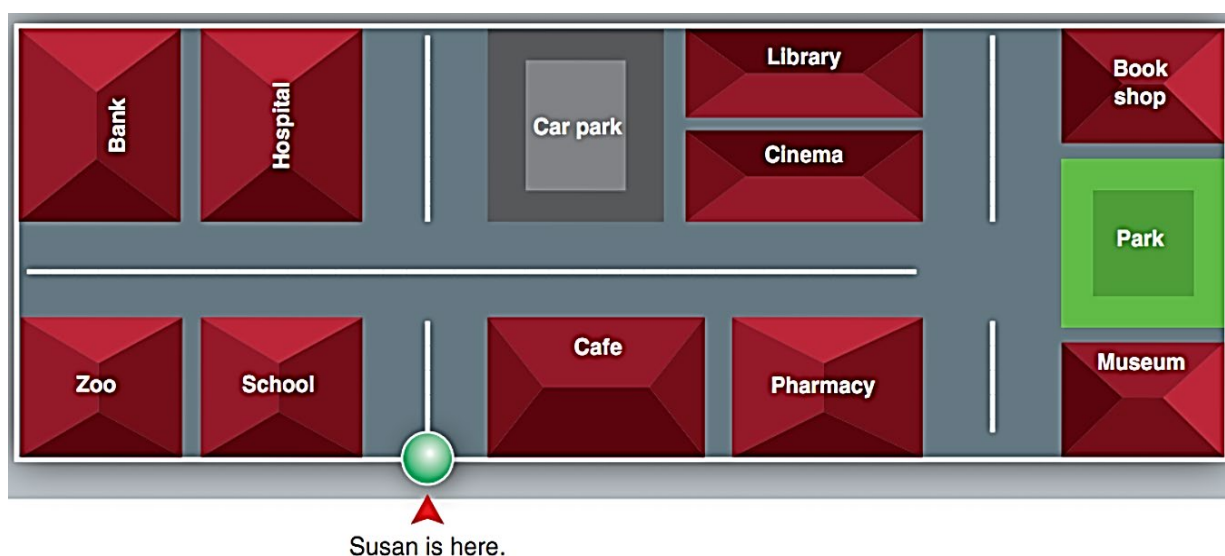 Bank
Hospital
Car park
Library
Cinema
Book
shop
Park
Zoo
School
Cafe
Pharmacy
Museum
Susan is here.